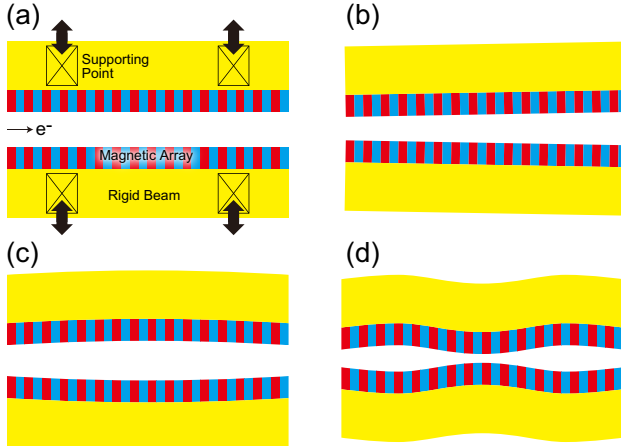 (a)
Supporting
Point
e-
Magnetic Array
Rigid Beam
(b)
(c)
(d)